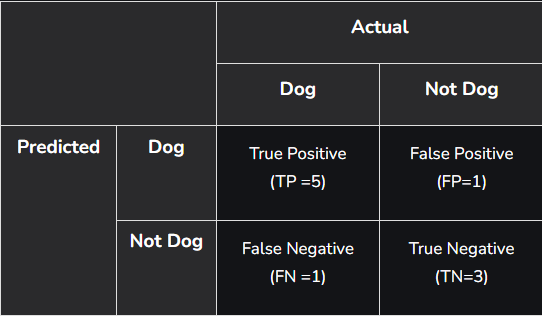 Actual
Dog
Not Dog
Predicted
Dog
True Positive
(TP =5)
False Positive
(FP=1)
Not Dog
False Negative
(FN =1)
True Negative
(TN=3)